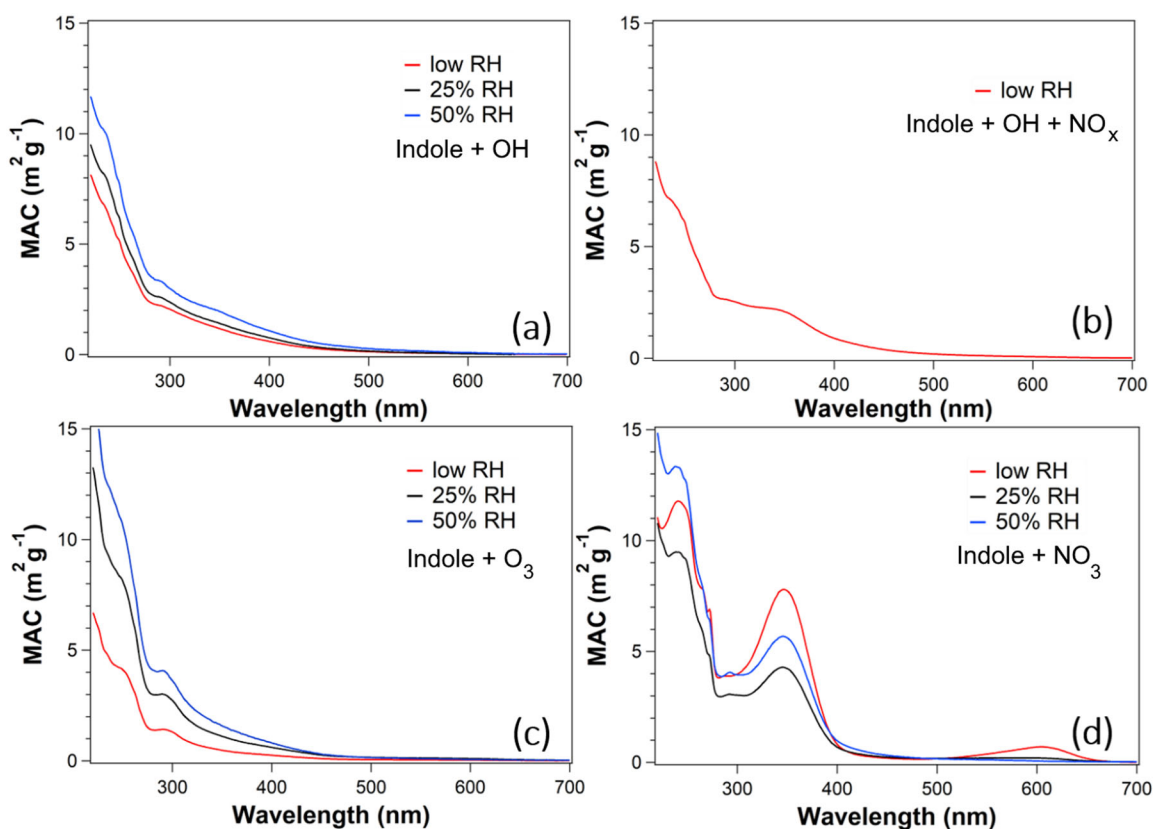 15
10
5
0
MAC (m² g⁻¹)
low RH
25% RH
50% RH
Indole + OH
(a)
300
400
500
600
700
Wavelength (nm)
15
10
5
0
MAC (m² g⁻¹)
low RH
Indole + OH + NOₓ
(b)
300
400
500
600
700
Wavelength (nm)
15
10
5
0
MAC (m² g⁻¹)
low RH
25% RH
50% RH
Indole + O₃
(c)
300
400
500
600
700
Wavelength (nm)
15
10
5
0
MAC (m² g⁻¹)
low RH
25% RH
50% RH
Indole + NO₃
(d)
300
400
500
600
700
Wavelength (nm)